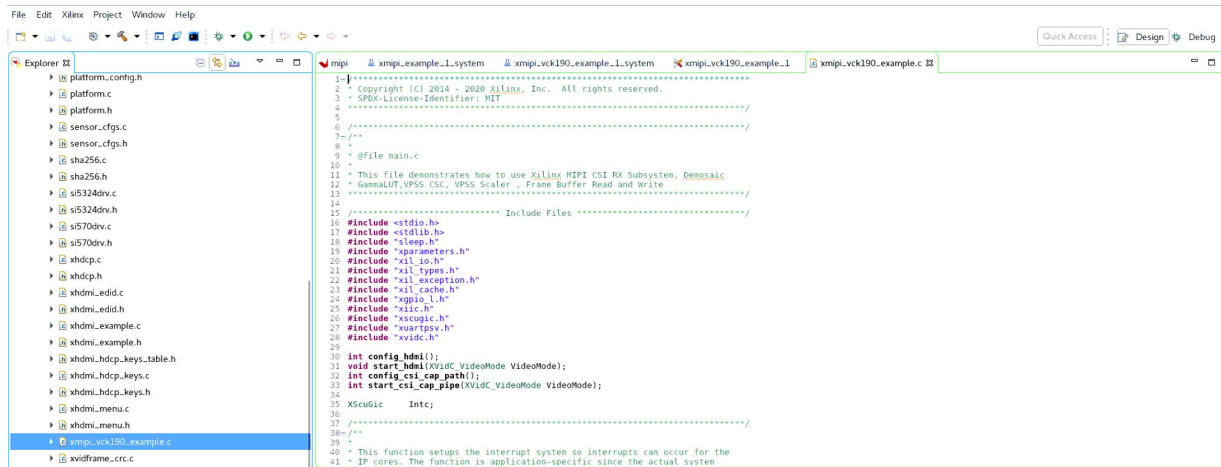 File Edit Xilinx Project Window Help
Quick Access Design Debug
Explorer
platform_config.h
platform.c
platform.h
sensor_cfgs.c
sensor_cfgs.h
sha256.c
sha256.h
si5324drv.c
si5324drv.h
si570drv.c
si570drv.h
xhdcp.c
xhdcp.h
xhdmi_edid.c
xhdmi_edid.h
xhdmi_example.c
xhdmi_example.h
xhdmi_hdcp_keys_table.h
xhdmi_hdcp_keys.c
xhdmi_hdcp_keys.h
xhdmi_menu.c
xhdmi_menu.h
xmipi_vck190_example.c
xvidframe_crc.c
mipi xmipi_example_1_system xmipi_vck190_example_1_system xmipi_vck190_example_1 xmipi_vck190_example.c
1 /******************************************************************************
2 * Copyright (C) 2014 - 2020 Xilinx, Inc. All rights reserved.
3 * SPDX-License-Identifier: MIT
4 ******************************************************************************/
5
6 /*****************************************************************************/
7 /**
8 *
9 * @file main.c
10 *
11 * This file demonstrates how to use Xilinx MIPI CSI RX Subsystem, Demosaic
12 * GammaLUT,VPSS CSC, VPSS Scaler , Frame Buffer Read and Write
13 ******************************************************************************/
14
15 /***************************** Include Files *********************************/
16 #include <stdio.h>
17 #include <stdlib.h>
18 #include "sleep.h"
19 #include "xparameters.h"
20 #include "xil_io.h"
21 #include "xil_types.h"
22 #include "xil_exception.h"
23 #include "xil_cache.h"
24 #include "xgpio_l.h"
25 #include "xiic.h"
26 #include "xscugic.h"
27 #include "xuartpsv.h"
28 #include "xvidc.h"
29
30 int config_hdmi();
31 void start_hdmi(XVidC_VideoMode VideoMode);
32 int config_csi_cap_path();
33 int start_csi_cap_pipe(XVidC_VideoMode VideoMode);
34
35 XScuGic Intc;
36
37 /*****************************************************************************/
38 /**
39 *
40 * This function setups the interrupt system so interrupts can occur for the
41 * IP cores. The function is application-specific since the actual system